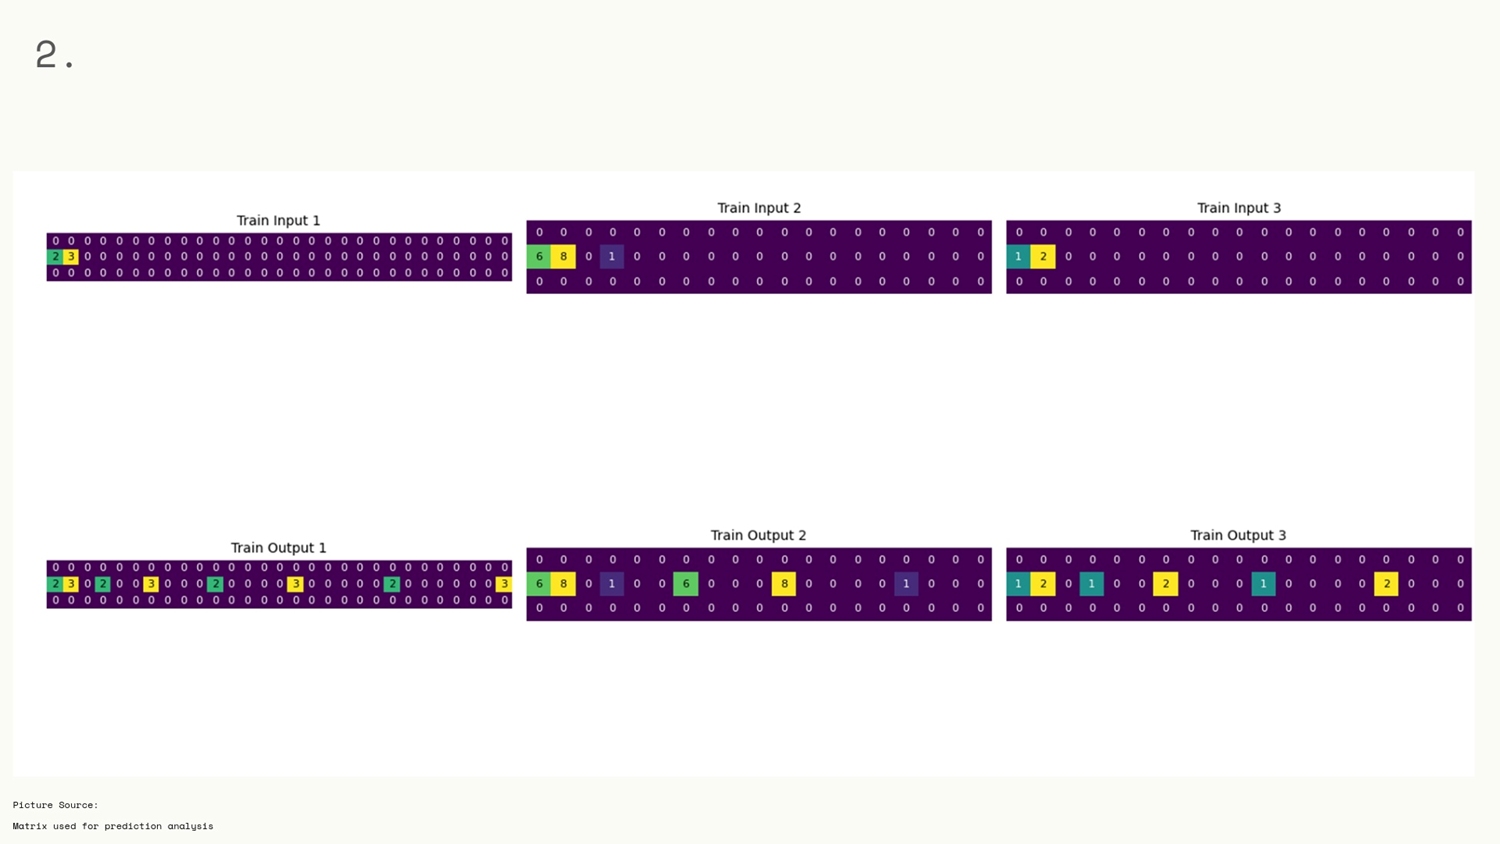 2.
Train Input 1
0 0 0 0 0 0 0 0 0 0 0 0 0 0 0 0 0 0 0 0 0 0 0 0 0 0 0 0 0
2 3 0 0 0 0 0 0 0 0 0 0 0 0 0 0 0 0 0 0 0 0 0 0 0 0 0 0 0
0 0 0 0 0 0 0 0 0 0 0 0 0 0 0 0 0 0 0 0 0 0 0 0 0 0 0 0 0
Train Input 2
0 0 0 0 0 0 0 0 0 0 0 0 0 0 0 0 0 0 0
6 8 0 1 0 0 0 0 0 0 0 0 0 0 0 0 0 0 0
0 0 0 0 0 0 0 0 0 0 0 0 0 0 0 0 0 0 0
Train Input 3
0 0 0 0 0 0 0 0 0 0 0 0 0 0 0 0 0 0 0
1 2 0 0 0 0 0 0 0 0 0 0 0 0 0 0 0 0 0
0 0 0 0 0 0 0 0 0 0 0 0 0 0 0 0 0 0 0
Train Output 1
0 0 0 0 0 0 0 0 0 0 0 0 0 0 0 0 0 0 0 0 0 0 0 0 0 0 0 0 0
2 3 0 2 0 0 3 0 0 0 2 0 0 0 0 3 0 0 0 0 0 2 0 0 0 0 0 0 3
0 0 0 0 0 0 0 0 0 0 0 0 0 0 0 0 0 0 0 0 0 0 0 0 0 0 0 0 0
Train Output 2
0 0 0 0 0 0 0 0 0 0 0 0 0 0 0 0 0 0 0
6 8 0 1 0 0 6 0 0 0 8 0 0 0 0 1 0 0 0
0 0 0 0 0 0 0 0 0 0 0 0 0 0 0 0 0 0 0
Train Output 3
0 0 0 0 0 0 0 0 0 0 0 0 0 0 0 0 0 0 0
1 2 0 1 0 0 2 0 0 0 1 0 0 0 0 2 0 0 0
0 0 0 0 0 0 0 0 0 0 0 0 0 0 0 0 0 0 0
Picture Source:
Matrix used for prediction analysis